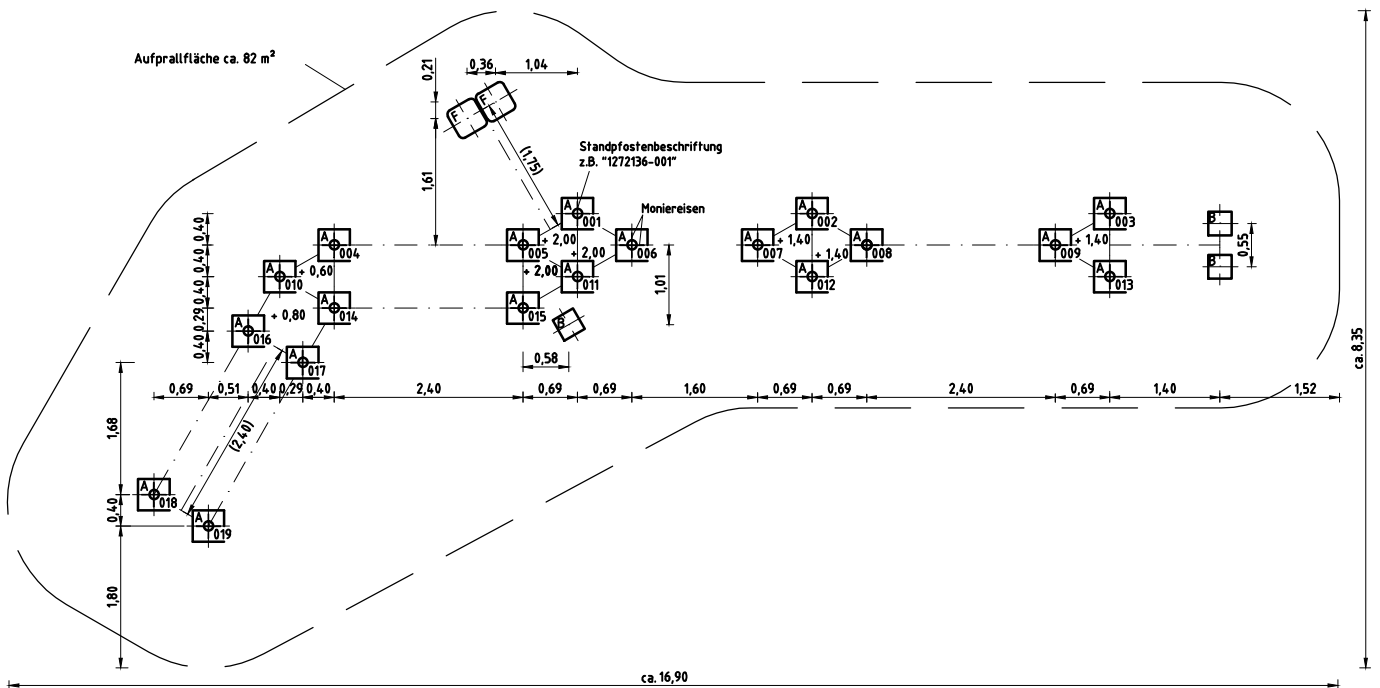 Aufprallfläche ca. 82 m²
0,21
0,36
1,04
F
F
(1,75)
1,61
Standpfostenbeschriftung
z.B. "1272136-001"
Moniereisen
A
001
A
002
A
003
B
0,40
A
004
A
005
+ 2,00
A
006
A
007
+ 1,40
A
008
A
009
+ 1,40
0,55
0,40
A
010
+ 0,60
+ 2,00
+ 2,00
A
011
+ 1,40
A
012
A
013
B
0,40
A
014
A
015
B
1,01
0,29
A
016
+ 0,80
0,40
A
017
0,58
0,69
0,51
0,40
0,29
0,40
2,40
0,69
0,69
1,60
0,69
0,69
2,40
0,69
1,40
1,52
ca. 8,35
1,68
(2,40)
A
018
0,40
A
019
1,80
ca. 16,90